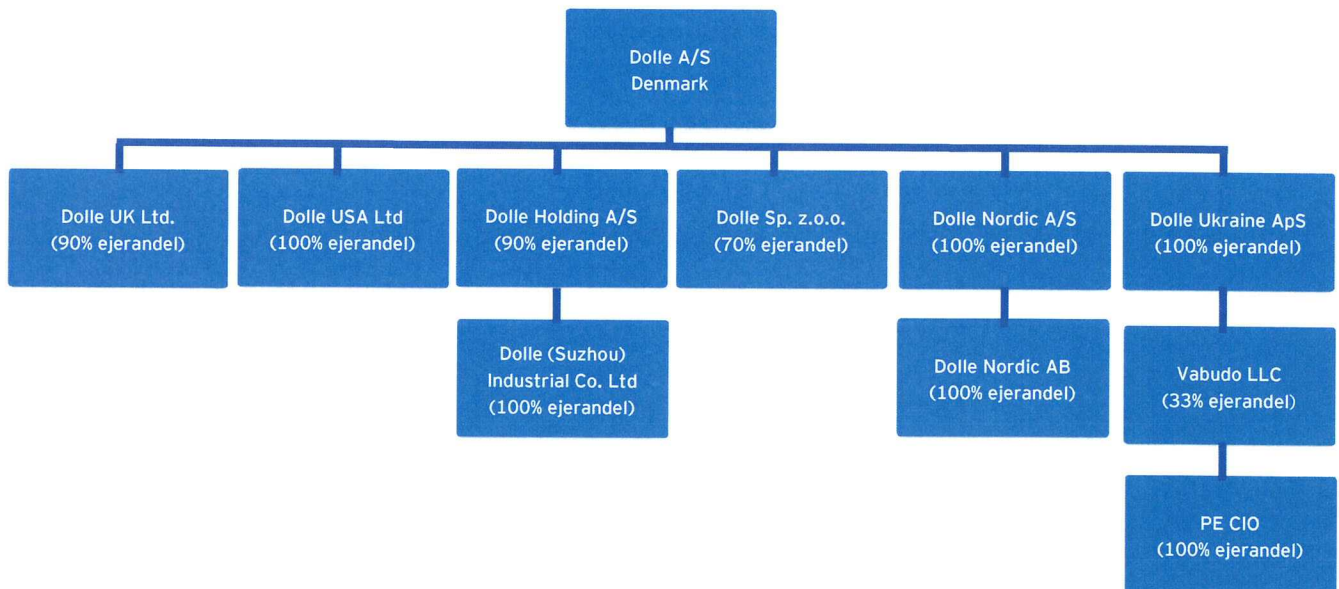 Dolle A/S
Denmark
Dolle UK Ltd.
(90% ejerandel)
Dolle USA Ltd
(100% ejerandel)
Dolle Holding A/S
(90% ejerandel)
Dolle Sp. z.o.o.
(70% ejerandel)
Dolle Nordic A/S
(100% ejerandel)
Dolle Ukraine ApS
(100% ejerandel)
Dolle (Suzhou)
Industrial Co. Ltd
(100% ejerandel)
Dolle Nordic AB
(100% ejerandel)
Vabudo LLC
(33% ejerandel)
PE CIO
(100% ejerandel)